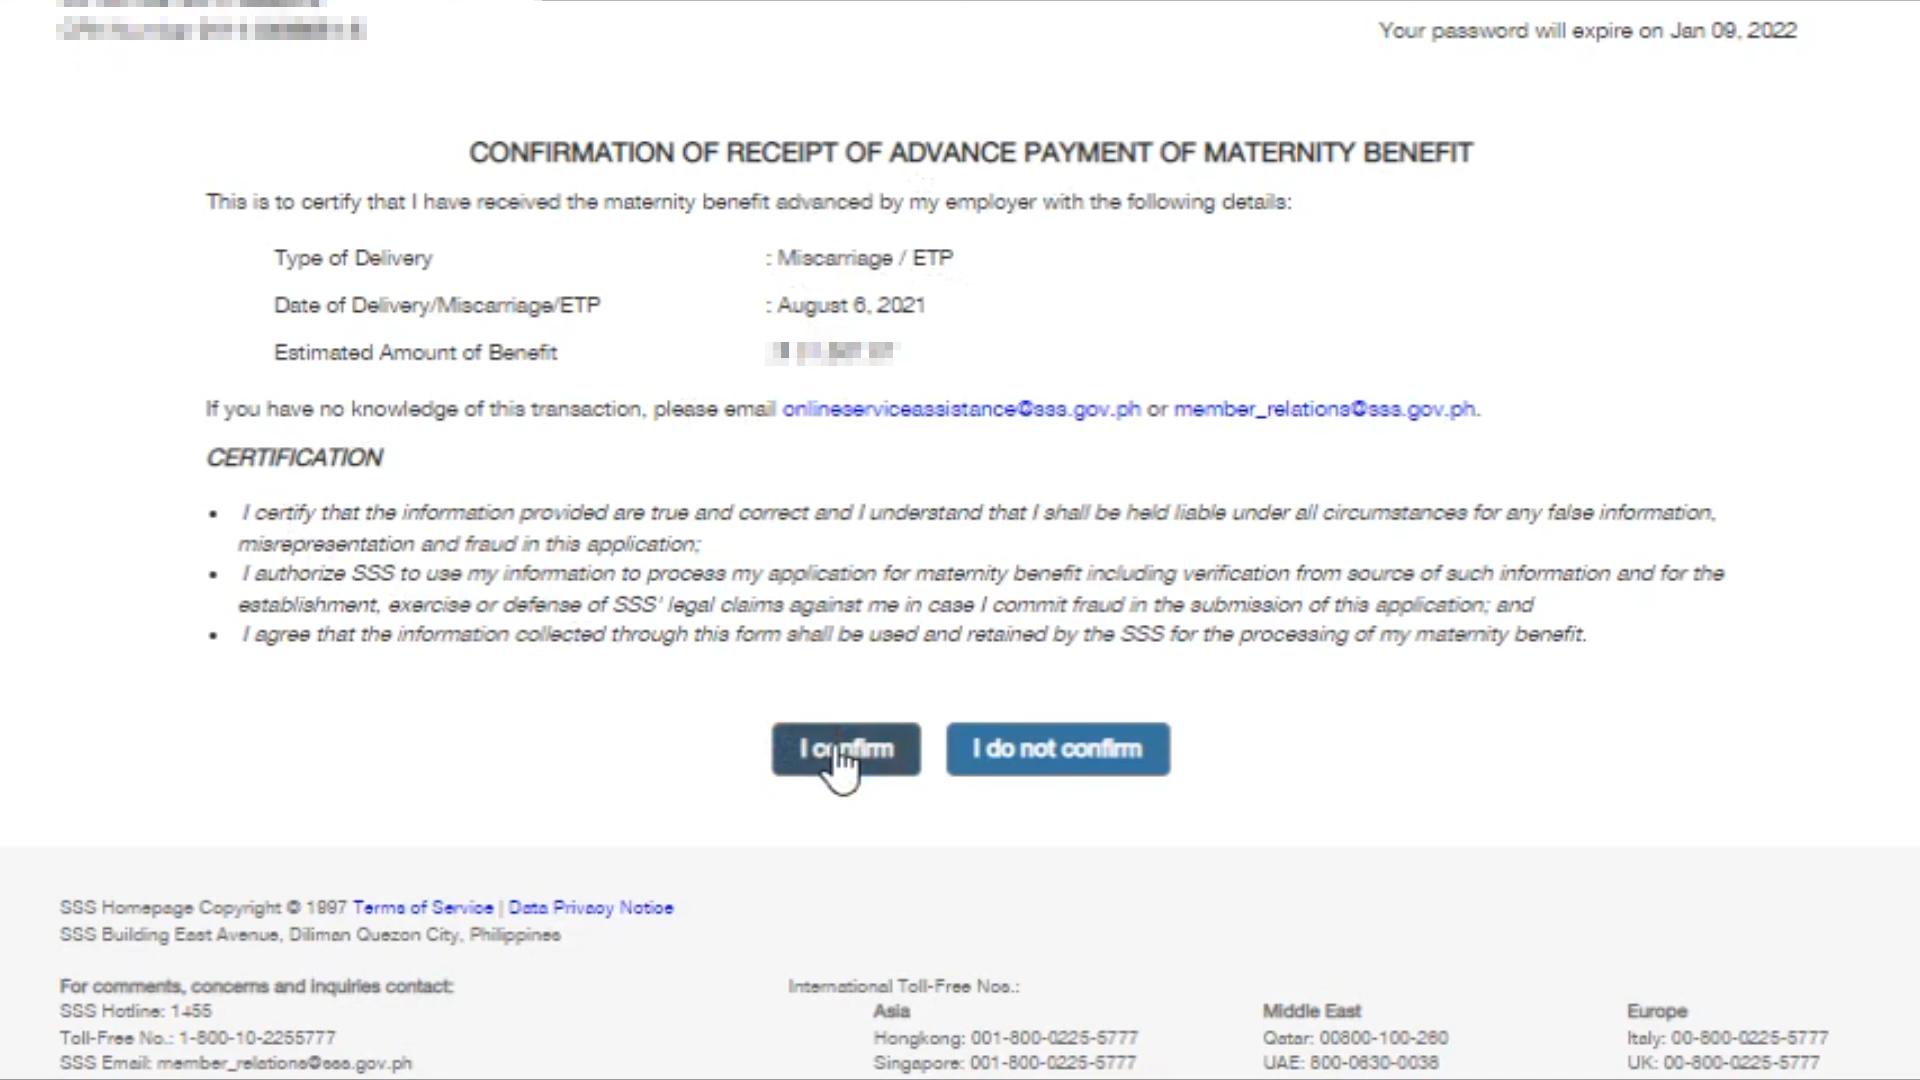 Your password will expire on Jan 09, 2022
CONFIRMATION OF RECEIPT OF ADVANCE PAYMENT OF MATERNITY BENEFIT
This is to certify that I have received the maternity benefit advanced by my employer with the following details:
Type of Delivery : Miscarriage / ETP
Date of Delivery/Miscarriage/ETP : August 6, 2021
Estimated Amount of Benefit
If you have no knowledge of this transaction, please email onlineserviceassistance@sss.gov.ph or member_relations@sss.gov.ph.
CERTIFICATION
• I certify that the information provided are true and correct and I understand that I shall be held liable under all circumstances for any false information,
misrepresentation and fraud in this application;
• I authorize SSS to use my information to process my application for maternity benefit including verification from source of such information and for the
establishment, exercise or defense of SSS' legal claims against me in case I commit fraud in the submission of this application; and
• I agree that the information collected through this form shall be used and retained by the SSS for the processing of my maternity benefit.
I confirm I do not confirm
SSS Homepage Copyright © 1997 Terms of Service | Data Privacy Notice
SSS Building East Avenue, Diliman Quezon City, Philippines
For comments, concerns and inquiries contact: International Toll-Free Nos.:
SSS Hotline: 1455 Asia Middle East Europe
Toll-Free No.: 1-800-10-2255777 Hongkong: 001-800-0225-5777 Qatar: 00800-100-260 Italy: 00-800-0225-5777
SSS Email: member_relations@sss.gov.ph Singapore: 001-800-0225-5777 UAE: 800-0630-0038 UK: 00-800-0225-5777